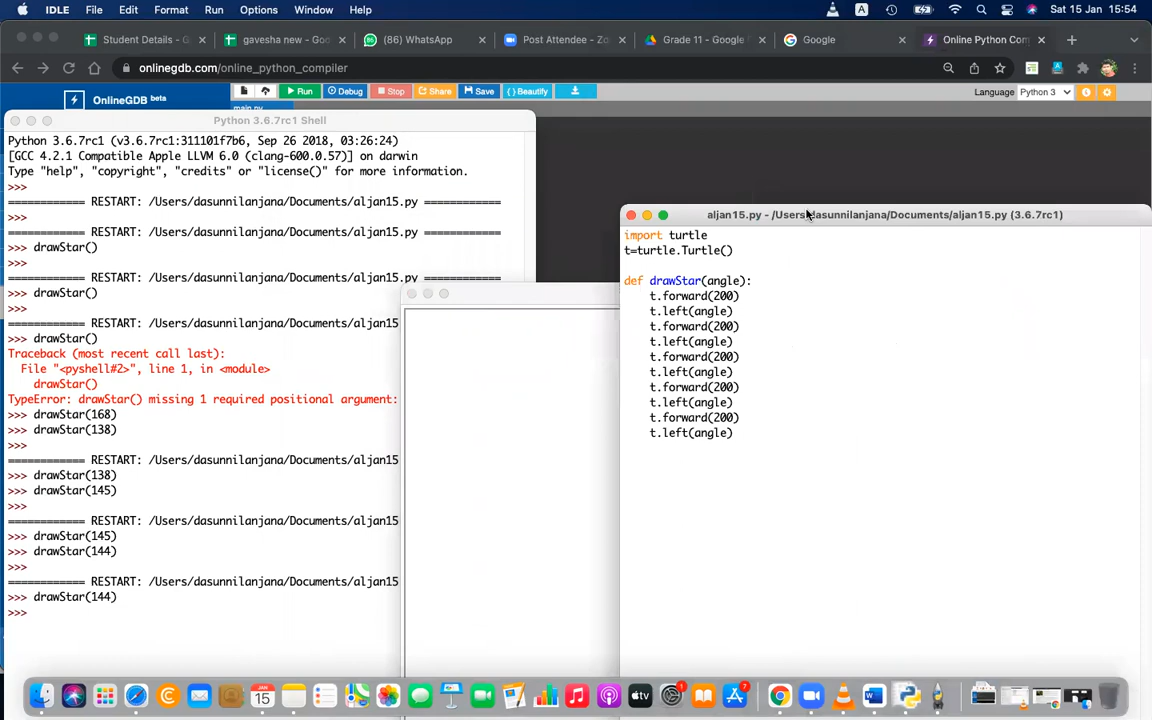 IDLE File Edit Format Run Options Window Help A Sat 15 Jan 15:54
Student Details - G
gavesha new - Goo
(86) WhatsApp
Post Attendee - Zo
Grade 11 - Google
Google
Online Python Com
onlinegdb.com/online_python_compiler
OnlineGDB beta
Run Debug Stop Share Save { } Beautify
Language Python 3
main.py
Python 3.6.7rc1 Shell
Python 3.6.7rc1 (v3.6.7rc1:311101f7b6, Sep 26 2018, 03:26:24)
[GCC 4.2.1 Compatible Apple LLVM 6.0 (clang-600.0.57)] on darwin
Type "help", "copyright", "credits" or "license()" for more information.
>>>
============ RESTART: /Users/dasunnilanjana/Documents/aljan15.py ============
>>>
============ RESTART: /Users/dasunnilanjana/Documents/aljan15.py ============
>>> drawStar()
============ RESTART: /Users/dasunnilanjana/Documents/aljan15.py ============
>>> drawStar()
>>>
============ RESTART: /Users/dasunnilanjana/Documents/aljan15
>>> drawStar()
Traceback (most recent call last):
File "<pyshell#2>", line 1, in <module>
drawStar()
TypeError: drawStar() missing 1 required positional argument:
>>> drawStar(168)
>>> drawStar(138)
>>>
============ RESTART: /Users/dasunnilanjana/Documents/aljan15
>>> drawStar(138)
>>> drawStar(145)
>>>
============ RESTART: /Users/dasunnilanjana/Documents/aljan15
>>> drawStar(145)
>>> drawStar(144)
>>>
============ RESTART: /Users/dasunnilanjana/Documents/aljan15
>>> drawStar(144)
>>>
aljan15.py - /Users/dasunnilanjana/Documents/aljan15.py (3.6.7rc1)
import turtle
t=turtle.Turtle()
def drawStar(angle):
t.forward(200)
t.left(angle)
t.forward(200)
t.left(angle)
t.forward(200)
t.left(angle)
t.forward(200)
t.left(angle)
t.forward(200)
t.left(angle)
JAN
15
tv
1
7
W